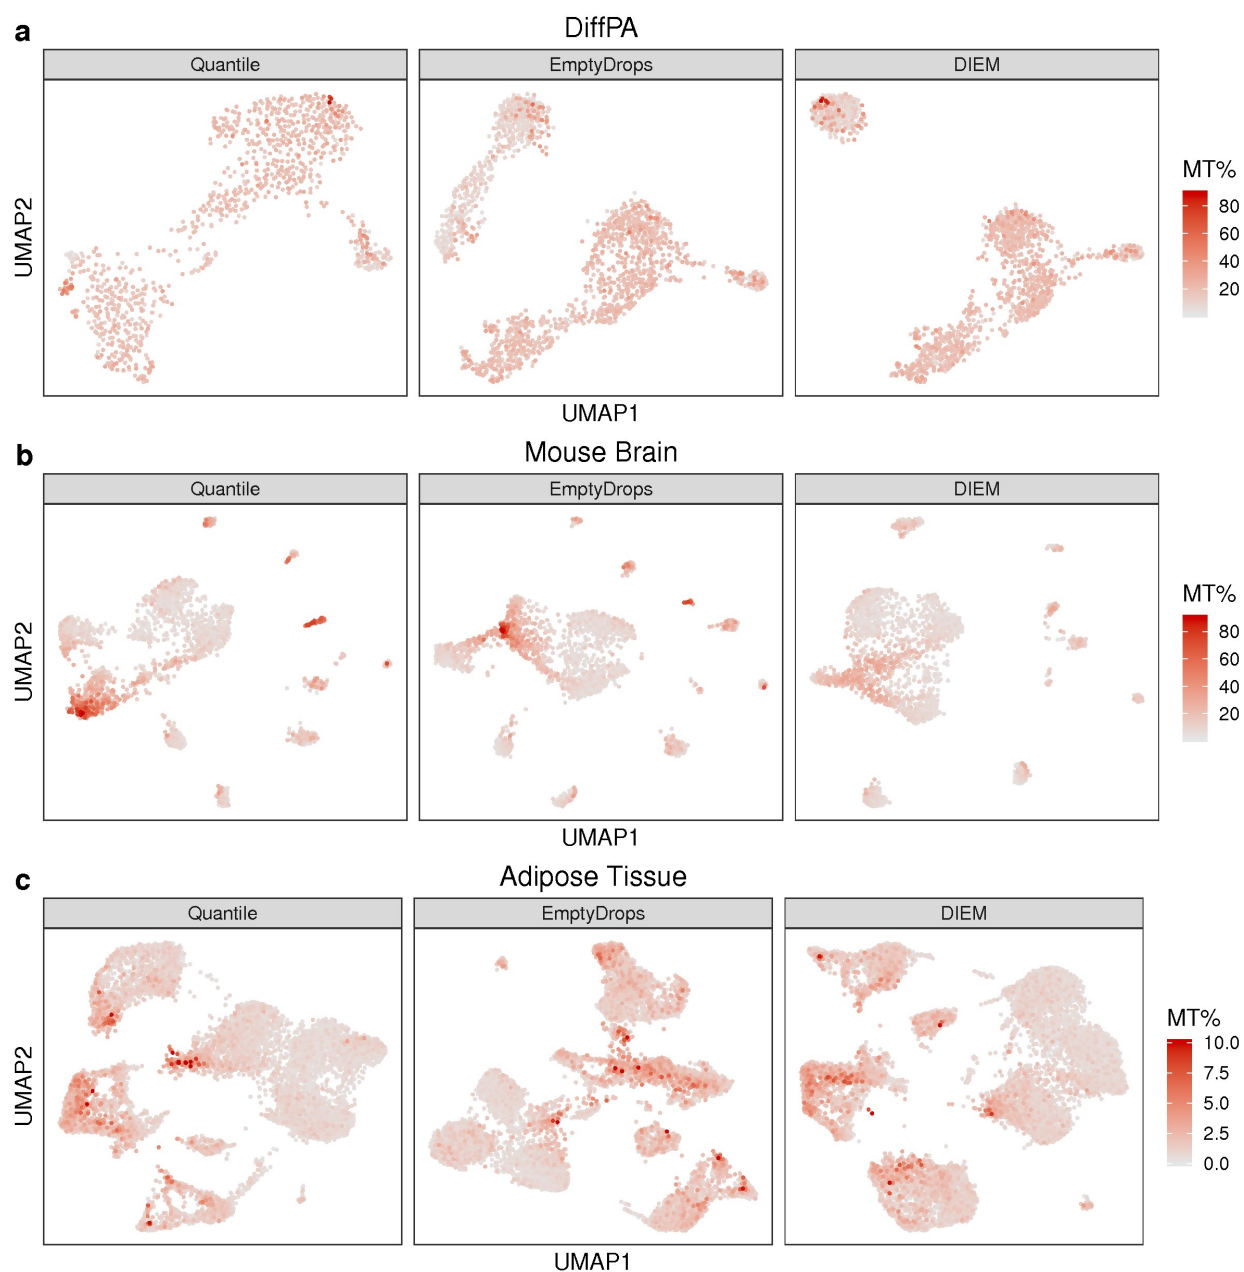 a
DiffPA
Quantile
EmptyDrops
DIEM
UMAP2
MT%
80
60
40
20
UMAP1
b
Mouse Brain
Quantile
EmptyDrops
DIEM
UMAP2
MT%
80
60
40
20
UMAP1
c
Adipose Tissue
Quantile
EmptyDrops
DIEM
UMAP2
MT%
10.0
7.5
5.0
2.5
0.0
UMAP1